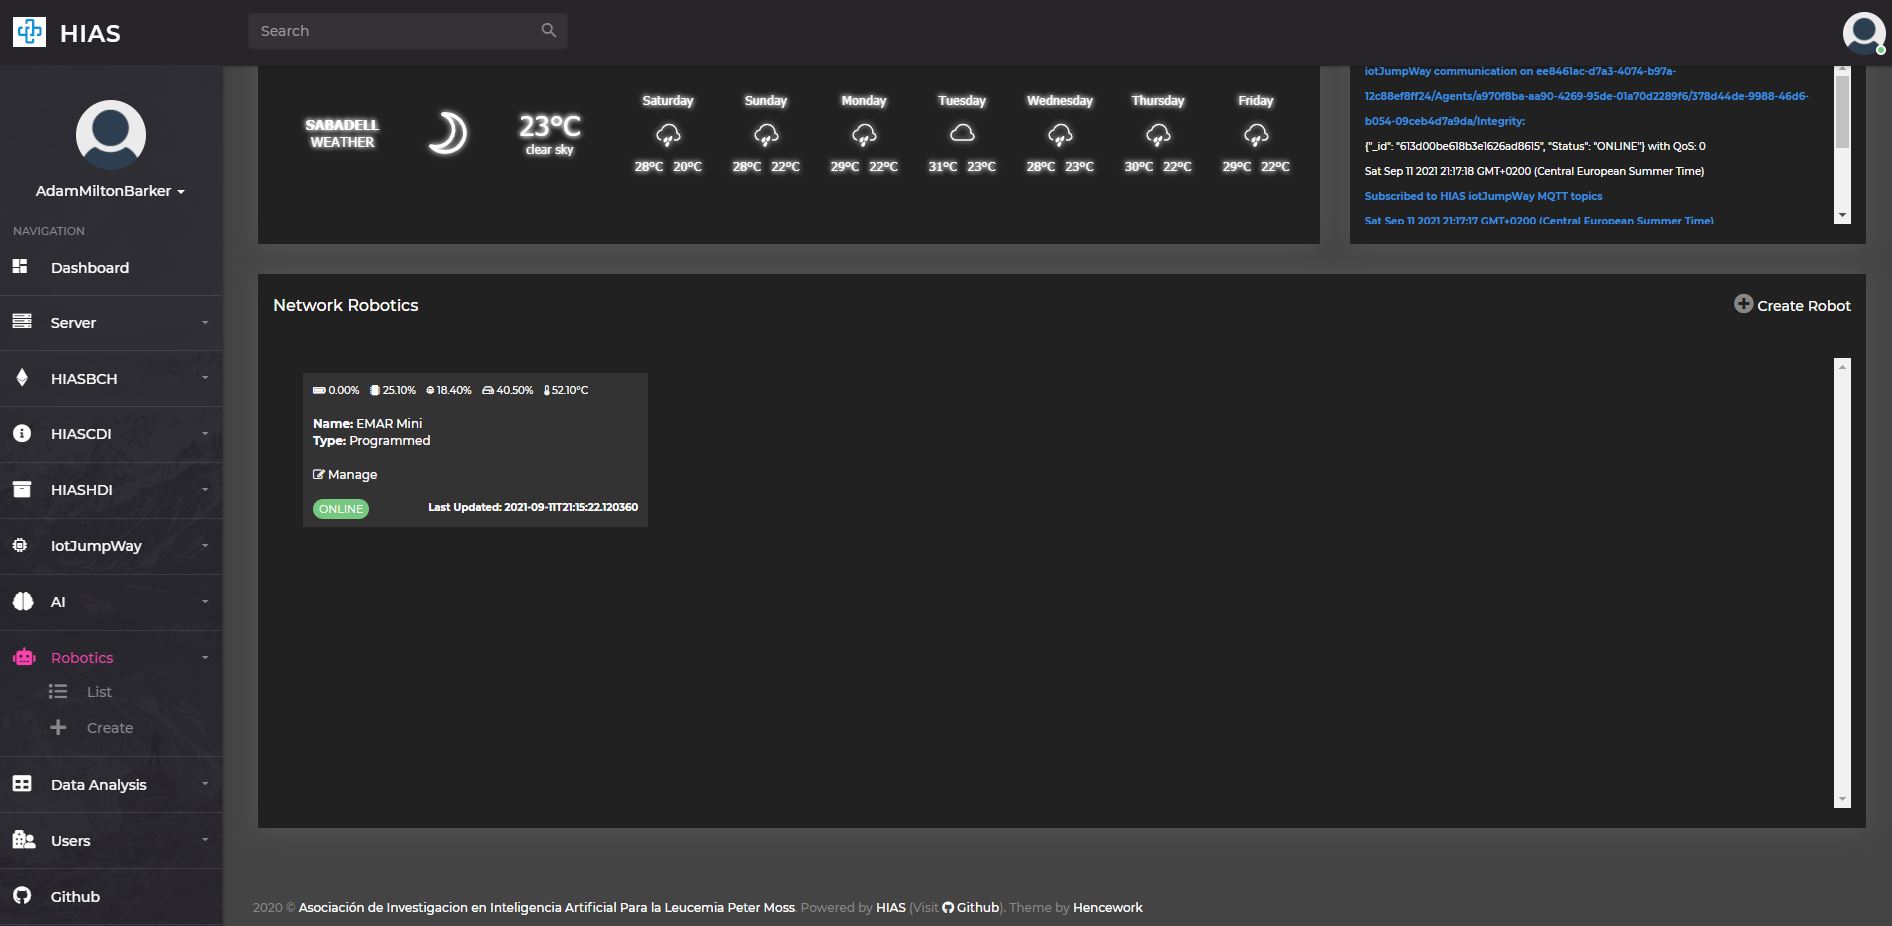 HIAS
Search
AdamMiltonBarker
NAVIGATION
Dashboard
Server
HIASBCH
HIASCDI
HIASHDI
IotJumpWay
AI
Robotics
List
Create
Data Analysis
Users
Github
SABADELL
WEATHER
23°C
clear sky
Saturday Sunday Monday Tuesday Wednesday Thursday Friday
28°C 20°C 28°C 22°C 29°C 22°C 31°C 23°C 28°C 23°C 30°C 22°C 29°C 22°C
iotJumpWay communication on ee8461ac-d7a3-4074-b97a-
12c88ef8ff24/Agents/a970f8ba-aa90-4269-95de-01a70d2289f6/378d44de-9988-46d6-
b054-09ceb4d7a9da/Integrity:
{"_id": "613d00be618b3e1626ad8615", "Status": "ONLINE"} with QoS: 0
Sat Sep 11 2021 21:17:18 GMT+0200 (Central European Summer Time)
Subscribed to HIAS iotJumpWay MQTT topics
Sat Sep 11 2021 21:17:17 GMT+0200 (Central European Summer Time)
Network Robotics
Create Robot
0.00% 25.10% 18.40% 40.50% 52.10°C
Name: EMAR Mini
Type: Programmed
Manage
ONLINE Last Updated: 2021-09-11T21:15:22.120360
2020 © Asociación de Investigacion en Inteligencia Artificial Para la Leucemia Peter Moss. Powered by HIAS (Visit Github). Theme by Hencework